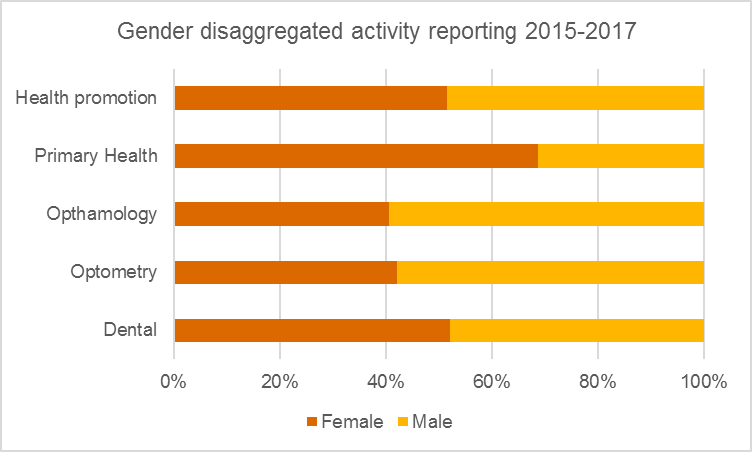 Gender disaggregated activity reporting 2015-2017
Health promotion
Primary Health
Opthamology
Optometry
Dental
0% 20% 40% 60% 80% 100%
Female Male